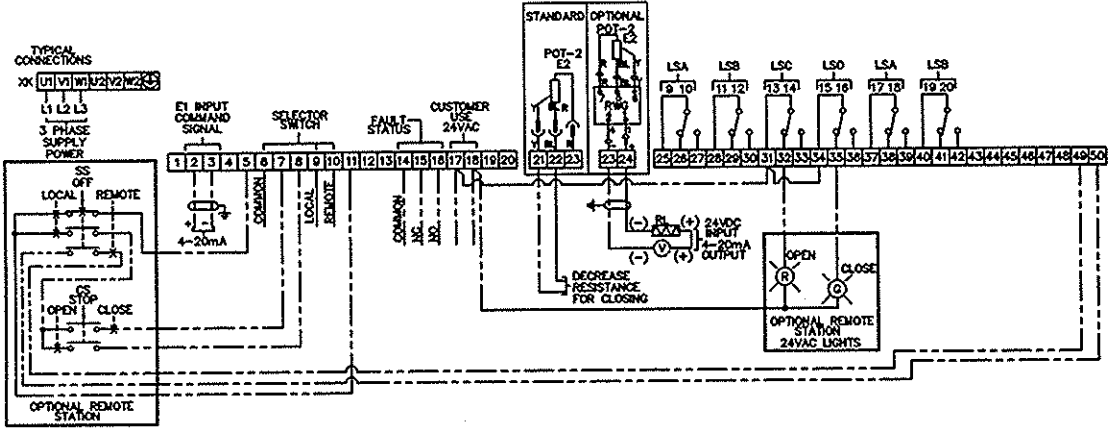 STANDARD
OPTIONAL
POT-2
E2
POT-2
E2
Y BL R
Y BL R
RWG
TYPICAL
CONNECTIONS
XX U1 V1 W1 U2 V2 W2
L1 L2 L3
3 PHASE
SUPPLY
POWER
E1 INPUT
COMMAND
SIGNAL
SELECTOR
SWITCH
FAULT
STATUS
CUSTOMER
USE
24VAC
LSA
9 10
LSB
11 12
LSC
13 14
LSD
15 16
LSA
17 18
LSB
19 20
1 2 3 4 5 6 7 8 9 10 11 12 13 14 15 16 17 18 19 20
21 22 23
23 24
25 26 27 28 29 30 31 32 33 34 35 36 37 38 39 40 41 42 43 44 45 46 47 48 49 50
COMMON
LOCAL
REMOTE
COMMON
NC
NO
+ -
4-20mA
SS
OFF
LOCAL
REMOTE
CS
STOP
OPEN
CLOSE
OPTIONAL REMOTE
STATION
(-) R1 (+) 24VDC
INPUT
4-20mA
OUTPUT
(-) V (+)
DECREASE
RESISTANCE
FOR CLOSING
OPEN
R
CLOSE
G
OPTIONAL REMOTE
STATION
24VAC LIGHTS